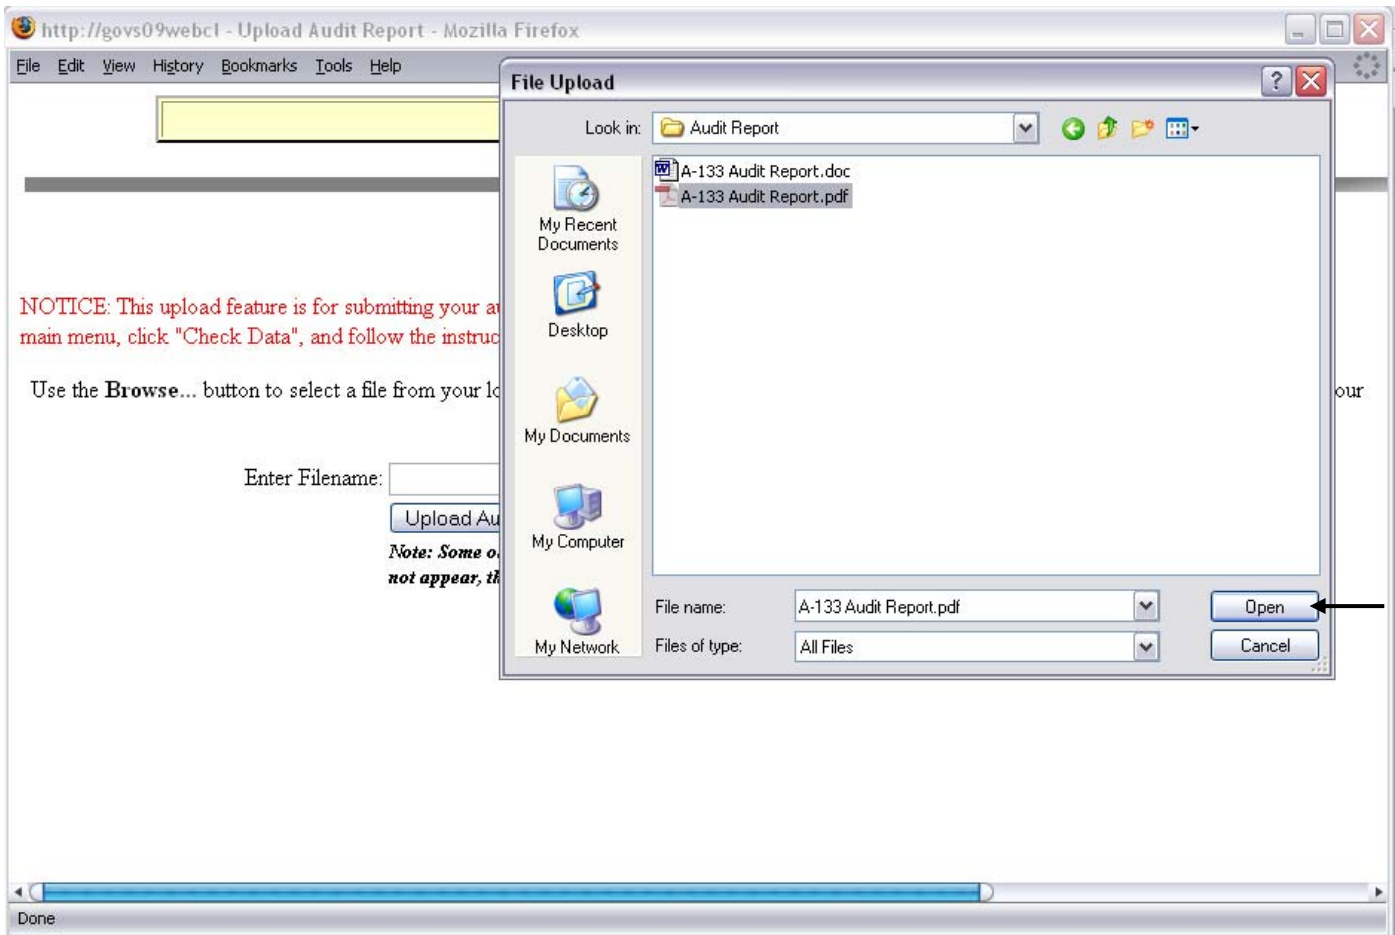 http://govs09webcl - Upload Audit Report - Mozilla Firefox
File Edit View History Bookmarks Tools Help
File Upload
Look in: Audit Report
A-133 Audit Report.doc
A-133 Audit Report.pdf
My Recent
Documents
Desktop
My Documents
My Computer
My Network
File name: A-133 Audit Report.pdf Open
Files of type: All Files Cancel
NOTICE: This upload feature is for submitting your
main menu, click "Check Data", and follow the
Use the Browse... button to select a file from your our
Enter Filename:
Upload
Note: Some
not appear,
Done